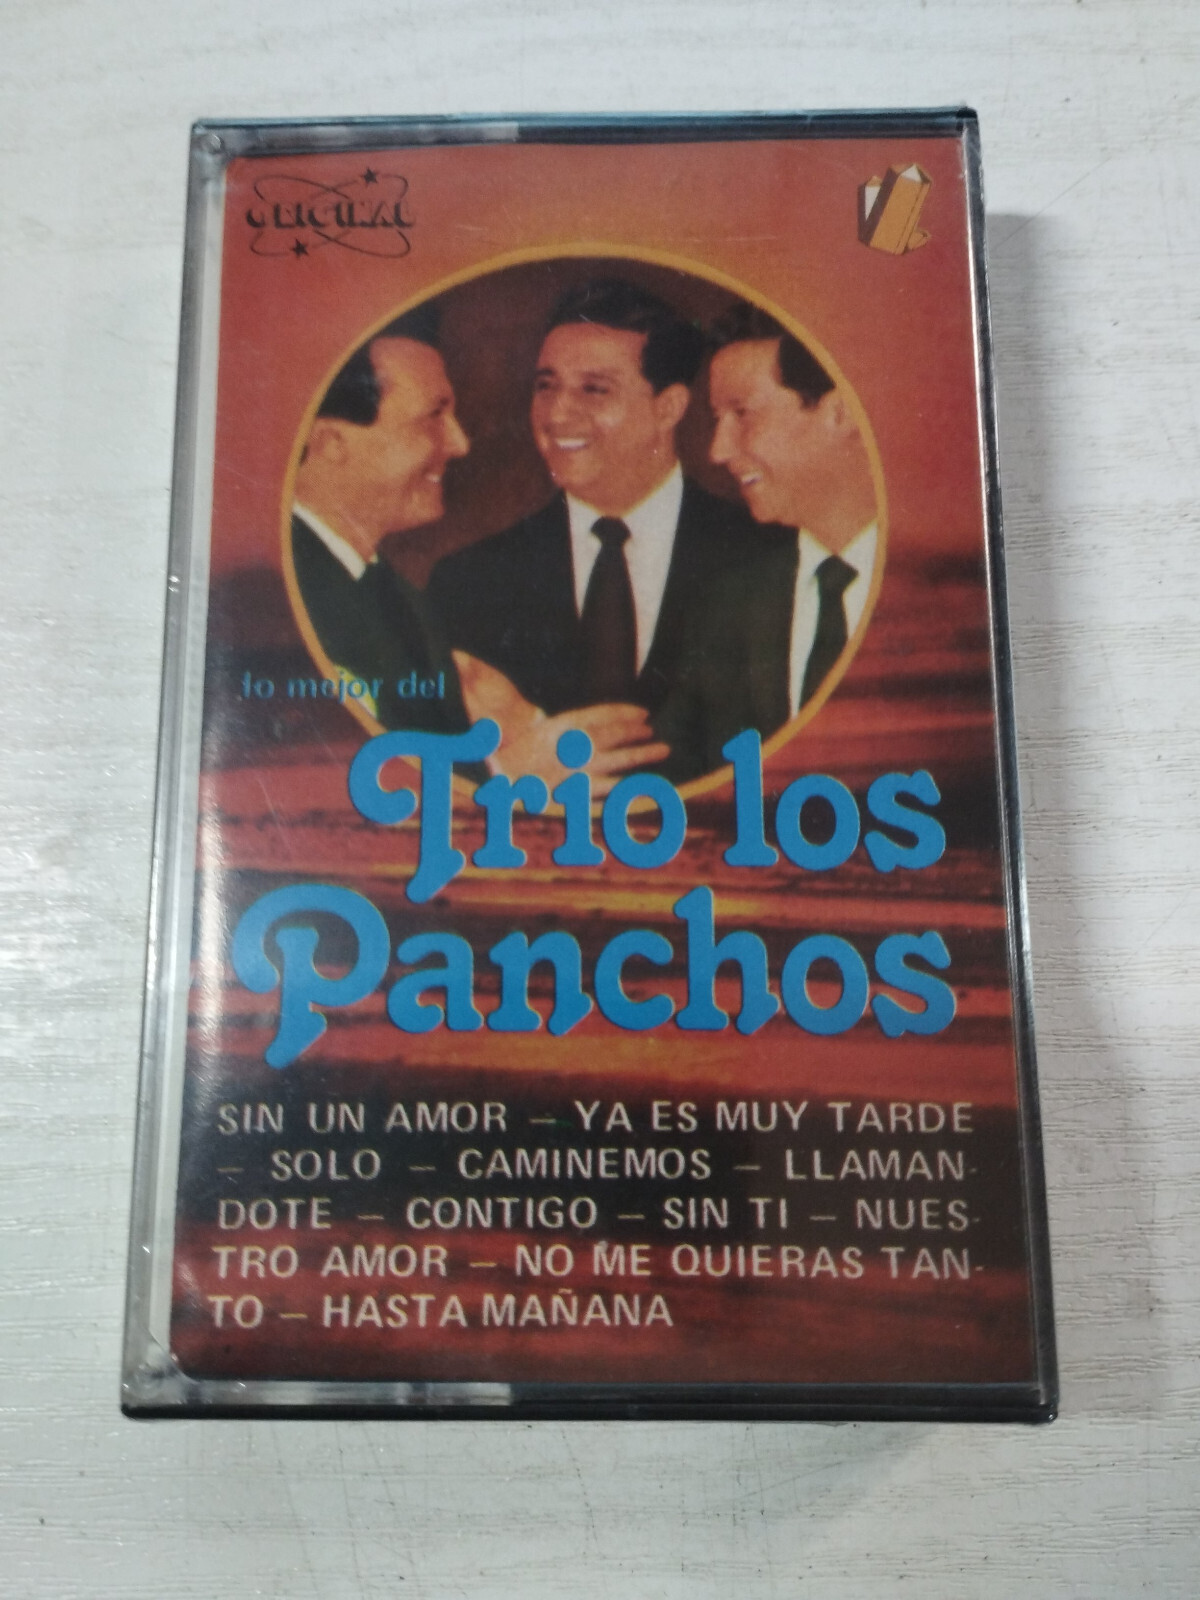 ORIGINAL
lo mejor del
Trio los
Panchos
SIN UN AMOR – YA ES MUY TARDE
– SOLO – CAMINEMOS – LLAMAN-
DOTE – CONTIGO – SIN TI – NUES-
TRO AMOR – NO ME QUIERAS TAN-
TO – HASTA MAÑANA